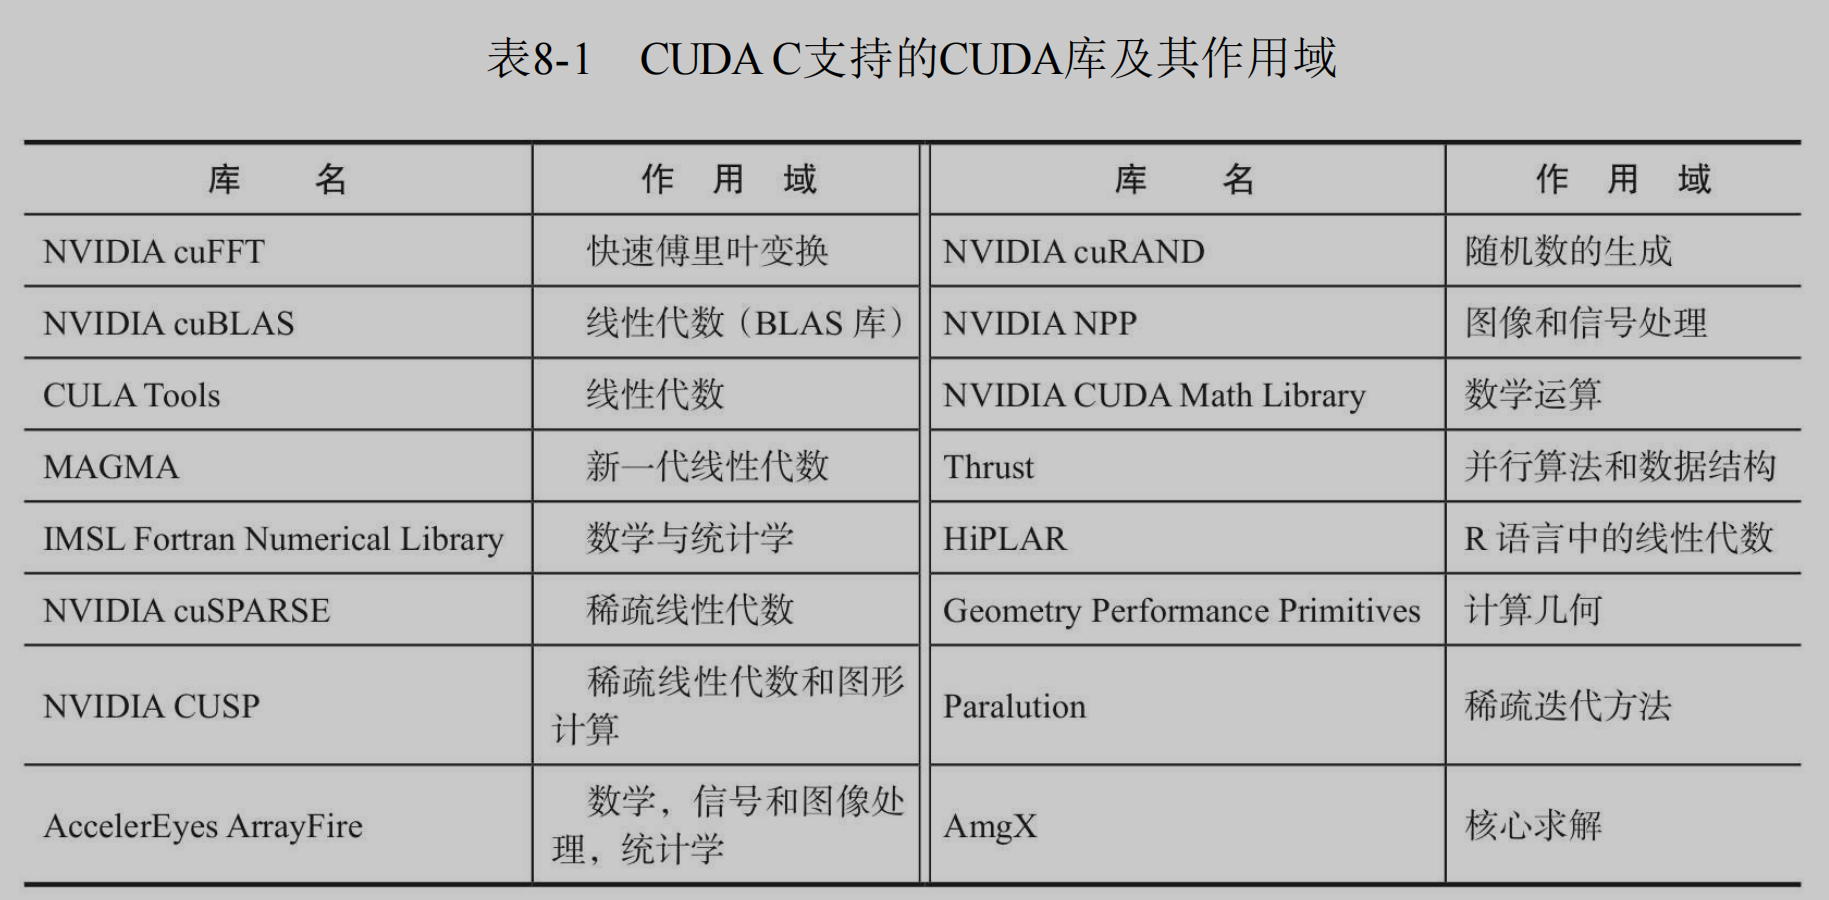 表8-1 CUDA C支持的CUDA库及其作用域
库 名 作 用 域 库 名 作 用 域
NVIDIA cuFFT 快速傅里叶变换 NVIDIA cuRAND 随机数的生成
NVIDIA cuBLAS 线性代数（BLAS 库） NVIDIA NPP 图像和信号处理
CULA Tools 线性代数 NVIDIA CUDA Math Library 数学运算
MAGMA 新一代线性代数 Thrust 并行算法和数据结构
IMSL Fortran Numerical Library 数学与统计学 HiPLAR R 语言中的线性代数
NVIDIA cuSPARSE 稀疏线性代数 Geometry Performance Primitives 计算几何
NVIDIA CUSP 稀疏线性代数和图形
计算 Paralution 稀疏迭代方法
AccelerEyes ArrayFire 数学，信号和图像处
理，统计学 AmgX 核心求解